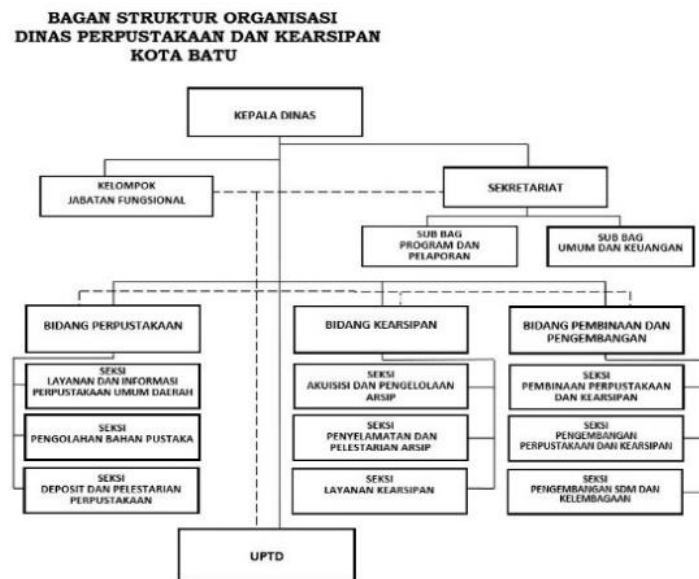 BAGAN STRUKTUR ORGANISASI
DINAS PERPUSTAKAAN DAN KEARSIPAN
KOTA BATU
KEPALA DINAS
KELOMPOK
JABATAN FUNGSIONAL
SEKRETARIAT
SUB BAG
PROGRAM DAN
PELAPORAN
SUB BAG
UMUM DAN KEUANGAN
BIDANG PERPUSTAKAAN
SEKSI
LAYANAN DAN INFORMASI
PERPUSTAKAAN UMUM DAERAH
SEKSI
PENGOLAHAN BAHAN PUSTAKA
SEKSI
DEPOSIT DAN PELESTARIAN
PERPUSTAKAAN
BIDANG KEARSIPAN
SEKSI
AKUISISI DAN PENGELOLAAN
ARSIP
SEKSI
PENYELAMATAN DAN
PELESTARIAN ARSIP
SEKSI
LAYANAN KEARSIPAN
BIDANG PEMBINAAN DAN
PENGEMBANGAN
SEKSI
PEMBINAAN PERPUSTAKAAN
DAN KEARSIPAN
SEKSI
PENGEMBANGAN
PERPUSTAKAAN DAN KEARSIPAN
SEKSI
PENGEMBANGAN SDM DAN
KELEMBAGAAN
UPTD